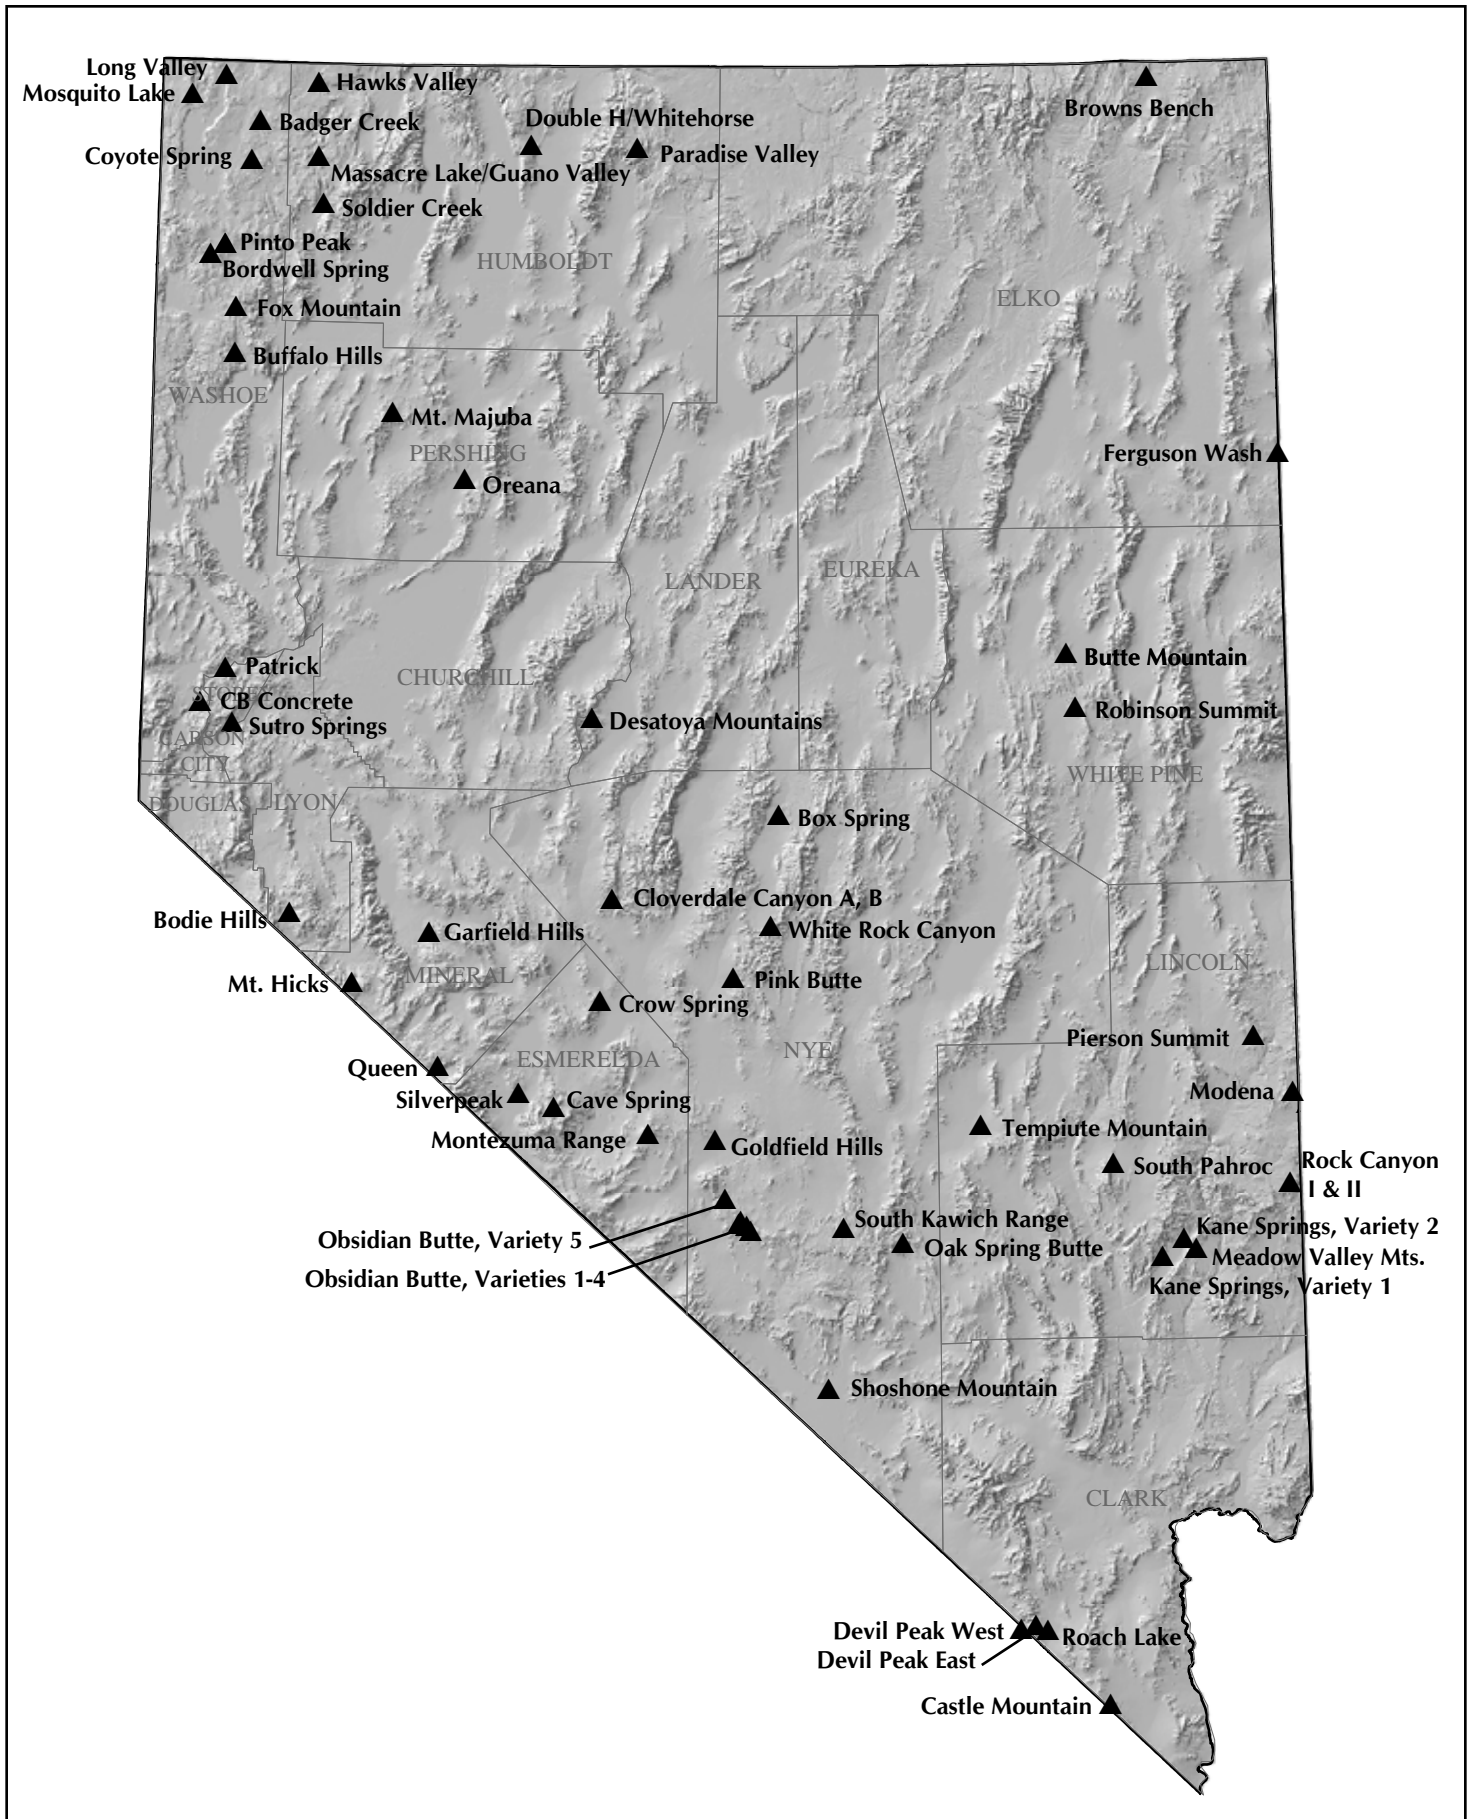 Long Valley
Mosquito Lake
Hawks Valley
Browns Bench
Badger Creek
Double H/Whitehorse
Coyote Spring
Paradise Valley
Massacre Lake/Guano Valley
Soldier Creek
Pinto Peak
HUMBOLDT
Bordwell Spring
ELKO
Fox Mountain
Buffalo Hills
WASHOE
Mt. Majuba
PERSHING
Ferguson Wash
Oreana
LANDER
EUREKA
Butte Mountain
Patrick
CHURCHILL
STOREY
CB Concrete
Robinson Summit
Sutro Springs
Desatoya Mountains
CARSON
CITY
WHITE PINE
DOUGLAS
LYON
Box Spring
Cloverdale Canyon A, B
Bodie Hills
Garfield Hills
White Rock Canyon
LINCOLN
MINERAL
Mt. Hicks
Pink Butte
Crow Spring
Pierson Summit
NYE
ESMERELDA
Queen
Modena
Silverpeak
Cave Spring
Tempiute Mountain
Montezuma Range
Goldfield Hills
South Pahroc
Rock Canyon
I & II
South Kawich Range
Kane Springs, Variety 2
Obsidian Butte, Variety 5
Oak Spring Butte
Meadow Valley Mts.
Obsidian Butte, Varieties 1-4
Kane Springs, Variety 1
Shoshone Mountain
CLARK
Devil Peak West
Roach Lake
Devil Peak East
Castle Mountain